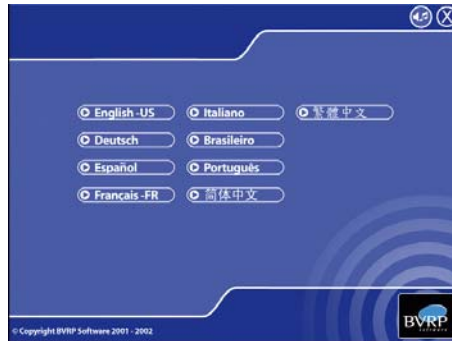 English -US
Deutsch
Español
Français -FR
Italiano
Brasileiro
Português
简体中文
繁體中文
© Copyright BVRP Software 2001 - 2002
BVRP
software